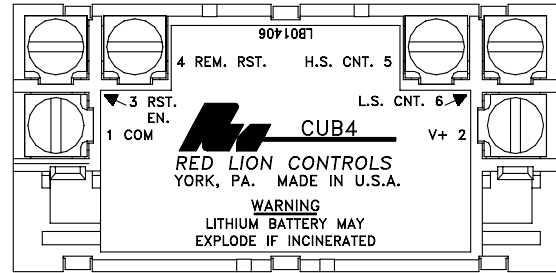 LB01406
4 REM. RST.
H.S. CNT. 5
3 RST.
EN.
L.S. CNT. 6
1 COM
CUB4
V+ 2
RED LION CONTROLS
YORK, PA. MADE IN U.S.A.
WARNING
LITHIUM BATTERY MAY
EXPLODE IF INCINERATED